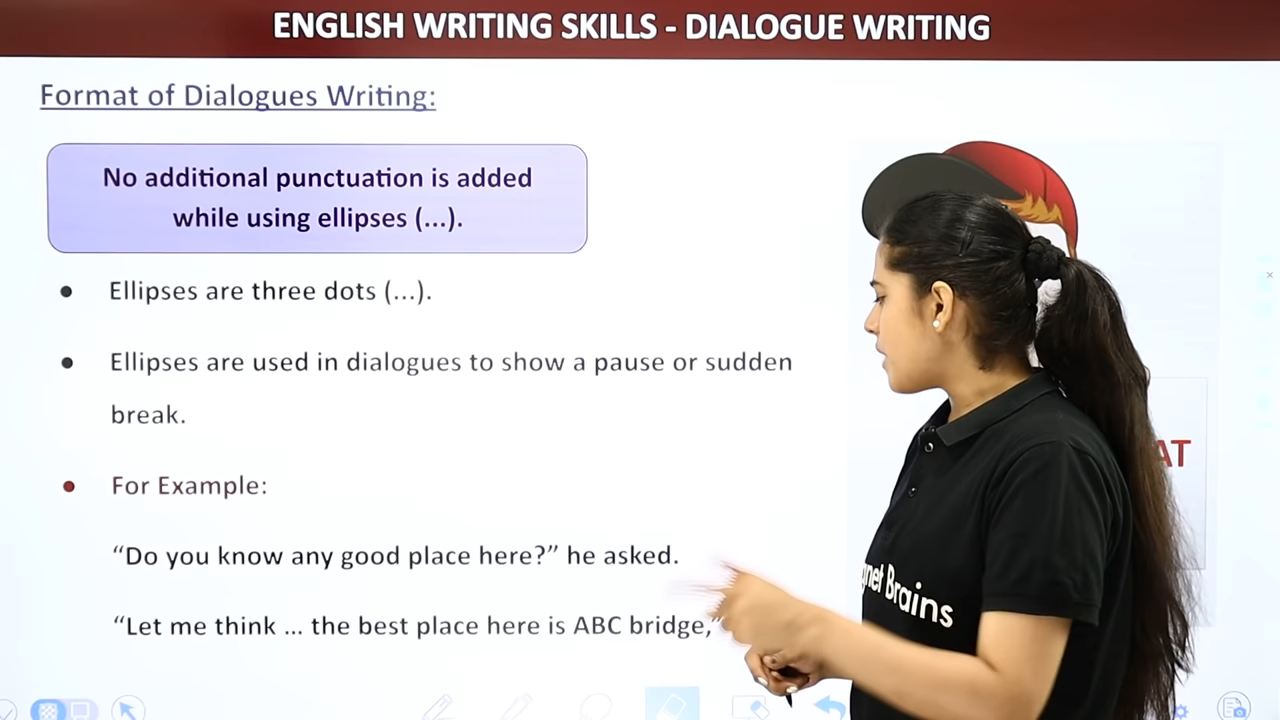 ENGLISH WRITING SKILLS - DIALOGUE WRITING
Format of Dialogues Writing:
No additional punctuation is added
while using ellipses (...).
● Ellipses are three dots (...).
● Ellipses are used in dialogues to show a pause or sudden
break.
● For Example:
“Do you know any good place here?” he asked.
“Let me think ... the best place here is ABC bridge,”
Brains